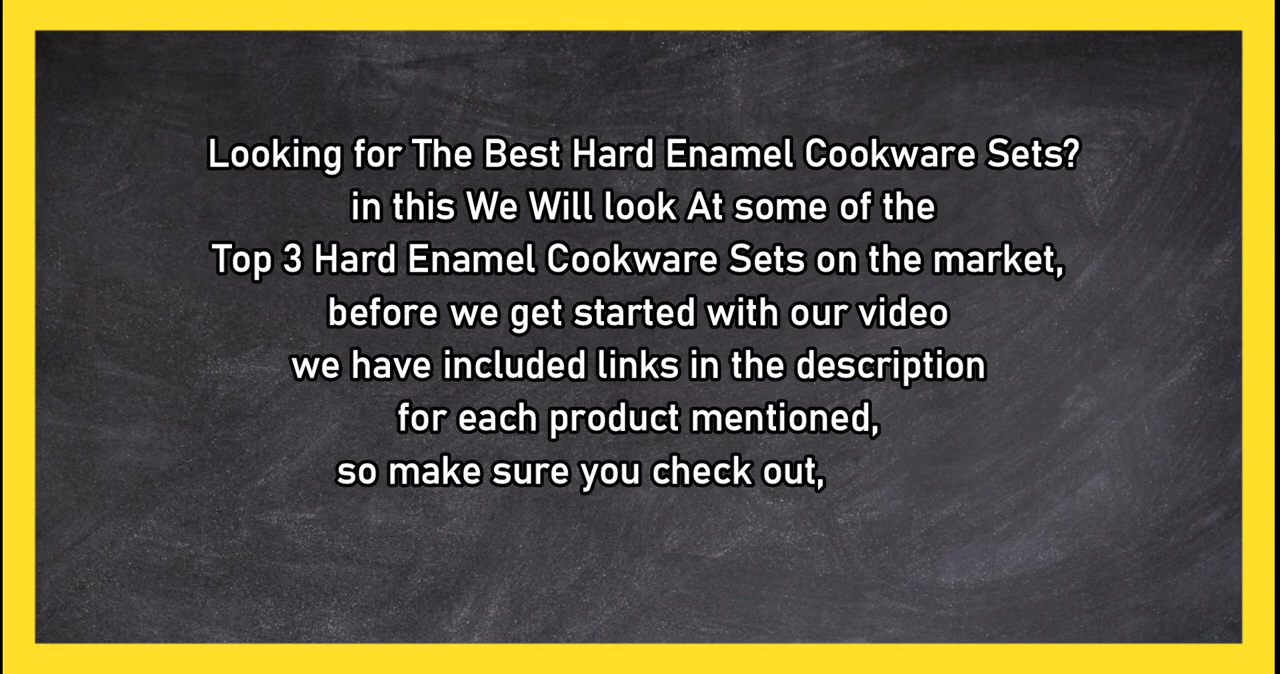 Looking for The Best Hard Enamel Cookware Sets?
in this We Will look At some of the
Top 3 Hard Enamel Cookware Sets on the market,
before we get started with our video
we have included links in the description
for each product mentioned,
so make sure you check out,